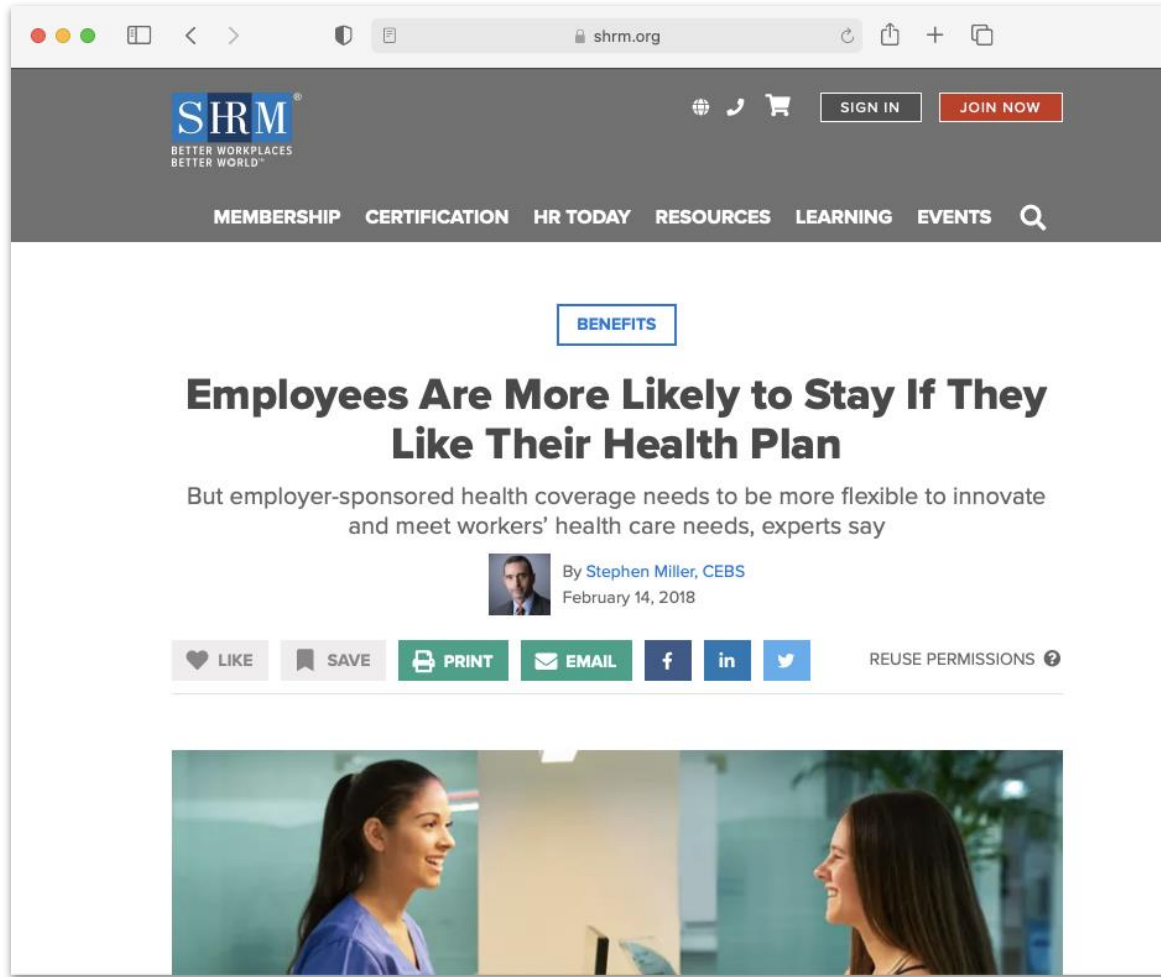 shrm.org
SHRM®
BETTER WORKPLACES
BETTER WORLD™
SIGN IN
JOIN NOW
MEMBERSHIP CERTIFICATION HR TODAY RESOURCES LEARNING EVENTS
BENEFITS
Employees Are More Likely to Stay If They
Like Their Health Plan
But employer-sponsored health coverage needs to be more flexible to innovate
and meet workers’ health care needs, experts say
By Stephen Miller, CEBS
February 14, 2018
LIKE SAVE PRINT EMAIL f in REUSE PERMISSIONS ?